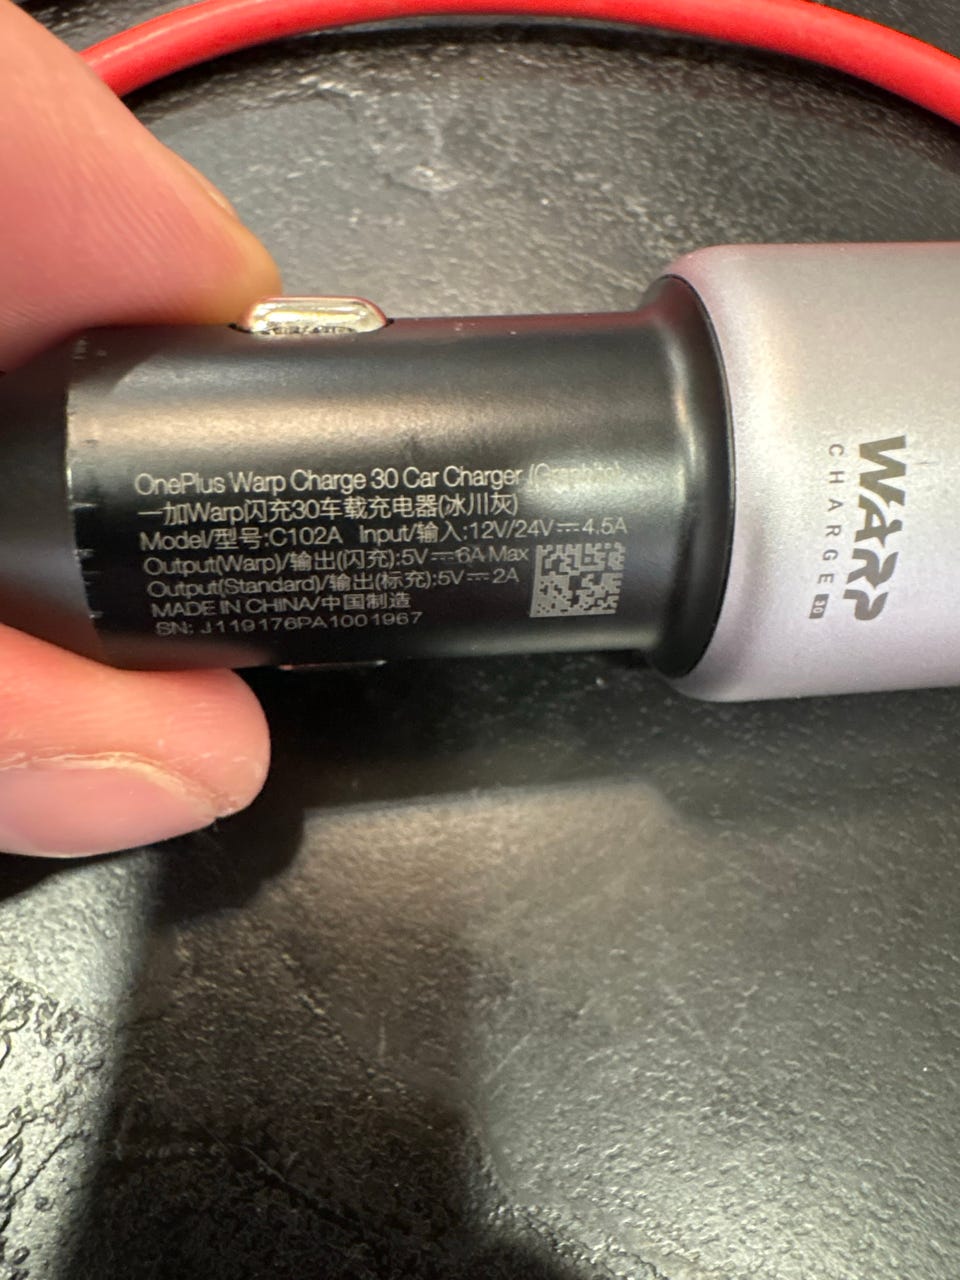 OnePlus Warp Charge 30 Car Charger (Graphite)
一加Warp闪充30车载充电器(冰川灰)
Model/型号:C102A Input/输入:12V/24V⎓4.5A
Output(Warp)/输出(闪充):5V⎓6A Max
Output(Standard)/输出(标充):5V⎓2A
MADE IN CHINA/中国制造
SN: J119176PA1001967
WARP
CHARGE 30